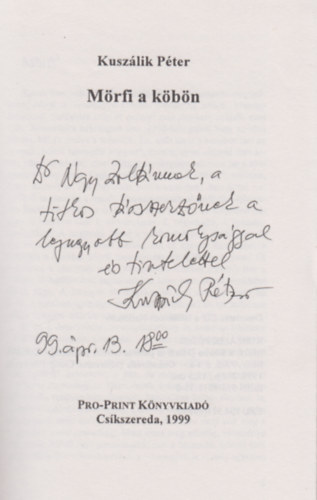 Kuszálik Péter
Mörfi a köbön
Dr Nagy Zoltánnak, a
titkos társszerzőnek a
legnagyobb komolysággal
és tisztelettel
Kuszálik Péter
99. ápr. 13. 18⁰⁰
PRO-PRINT KÖNYVKIADÓ
Csíkszereda, 1999